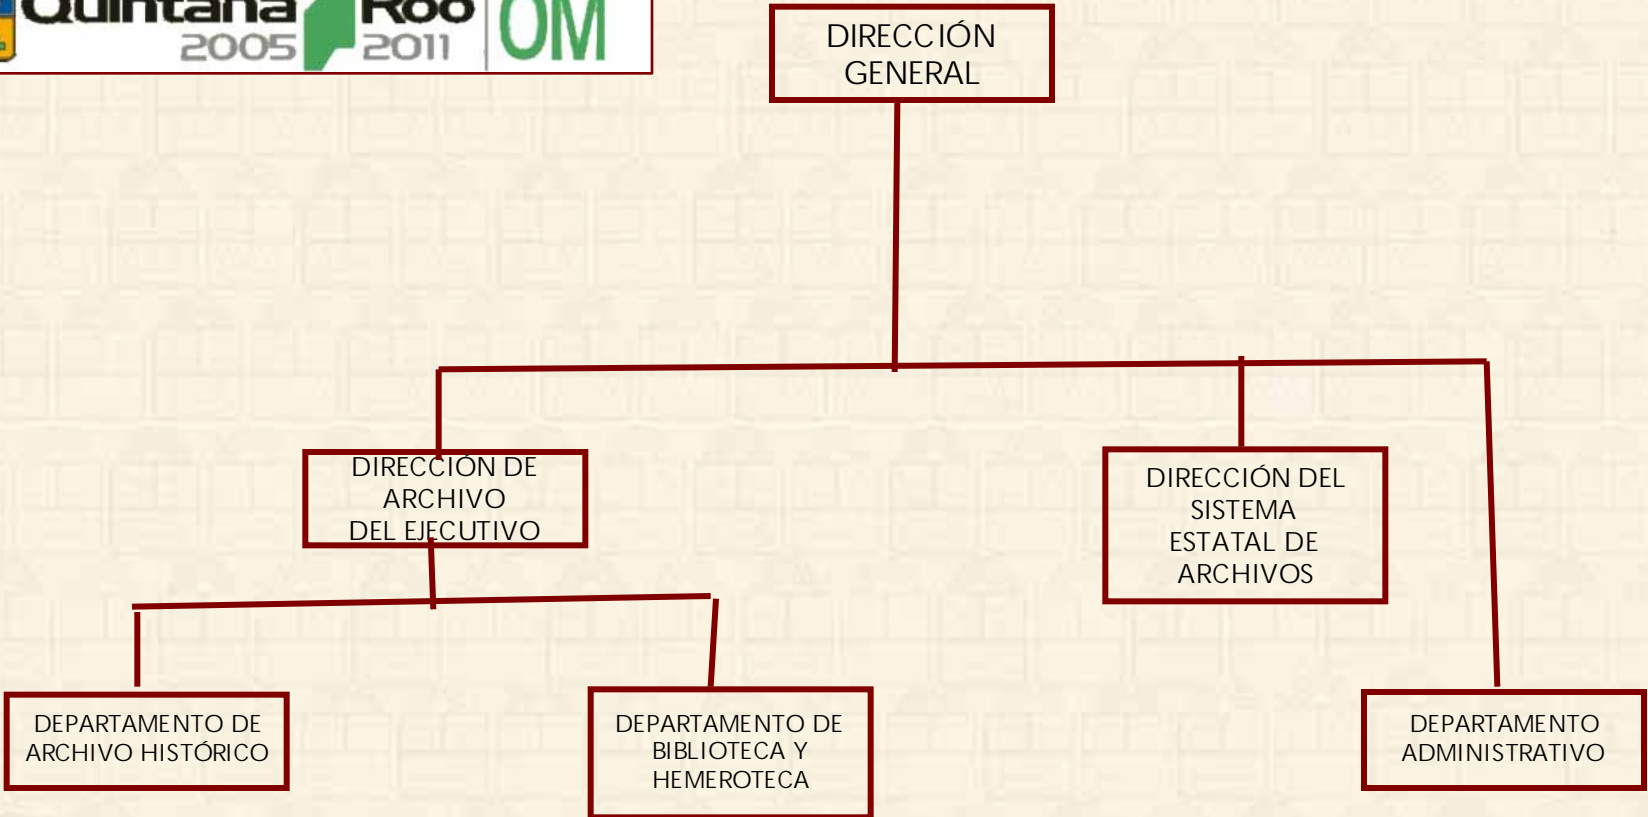 Quintana Roo
2005 2011
OM
DIRECCIÓN
GENERAL
DIRECCIÓN DE
ARCHIVO
DEL EJECUTIVO
DIRECCIÓN DEL
SISTEMA
ESTATAL DE
ARCHIVOS
DEPARTAMENTO DE
ARCHIVO HISTÓRICO
DEPARTAMENTO DE
BIBLIOTECA Y
HEMEROTECA
DEPARTAMENTO
ADMINISTRATIVO